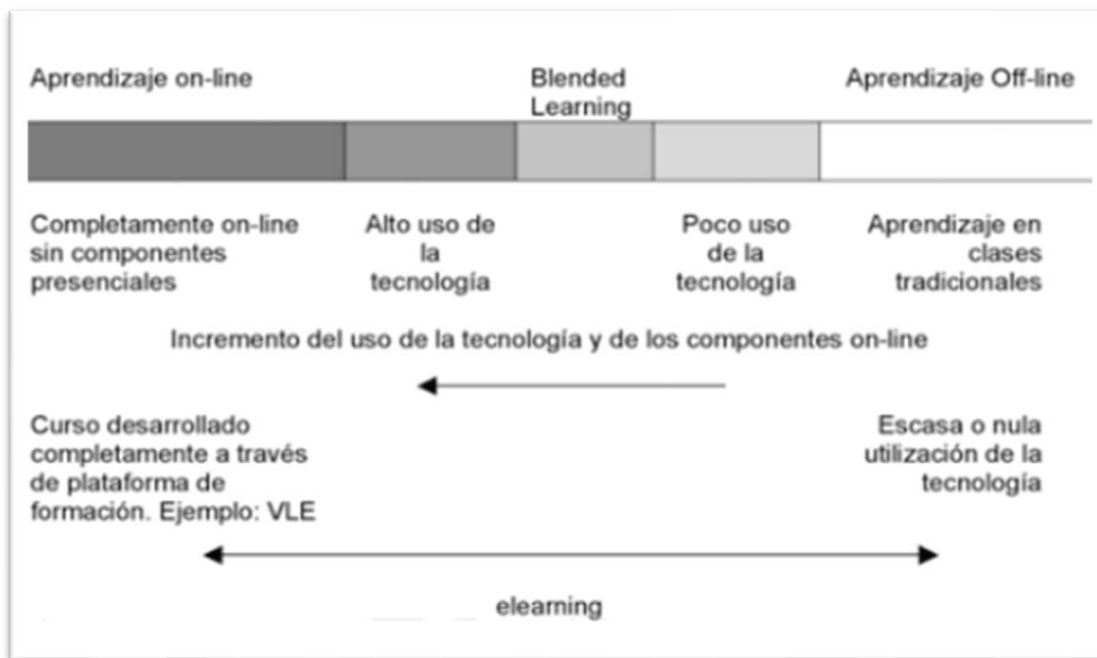 Aprendizaje on-line
Blended
Learning
Aprendizaje Off-line
Completamente on-line
sin componentes
presenciales
Alto uso de
la
tecnología
Poco uso
de la
tecnología
Aprendizaje en
clases
tradicionales
Incremento del uso de la tecnología y de los componentes on-line
Curso desarrollado
completamente a través
de plataforma de
formación. Ejemplo: VLE
Escasa o nula
utilización de la
tecnología
elearning